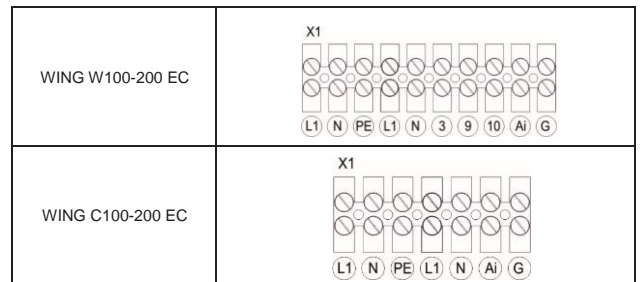 X1
WING W100-200 EC
L1 N PE L1 N 3 9 10 Ai G
X1
WING C100-200 EC
L1 N PE L1 N Ai G